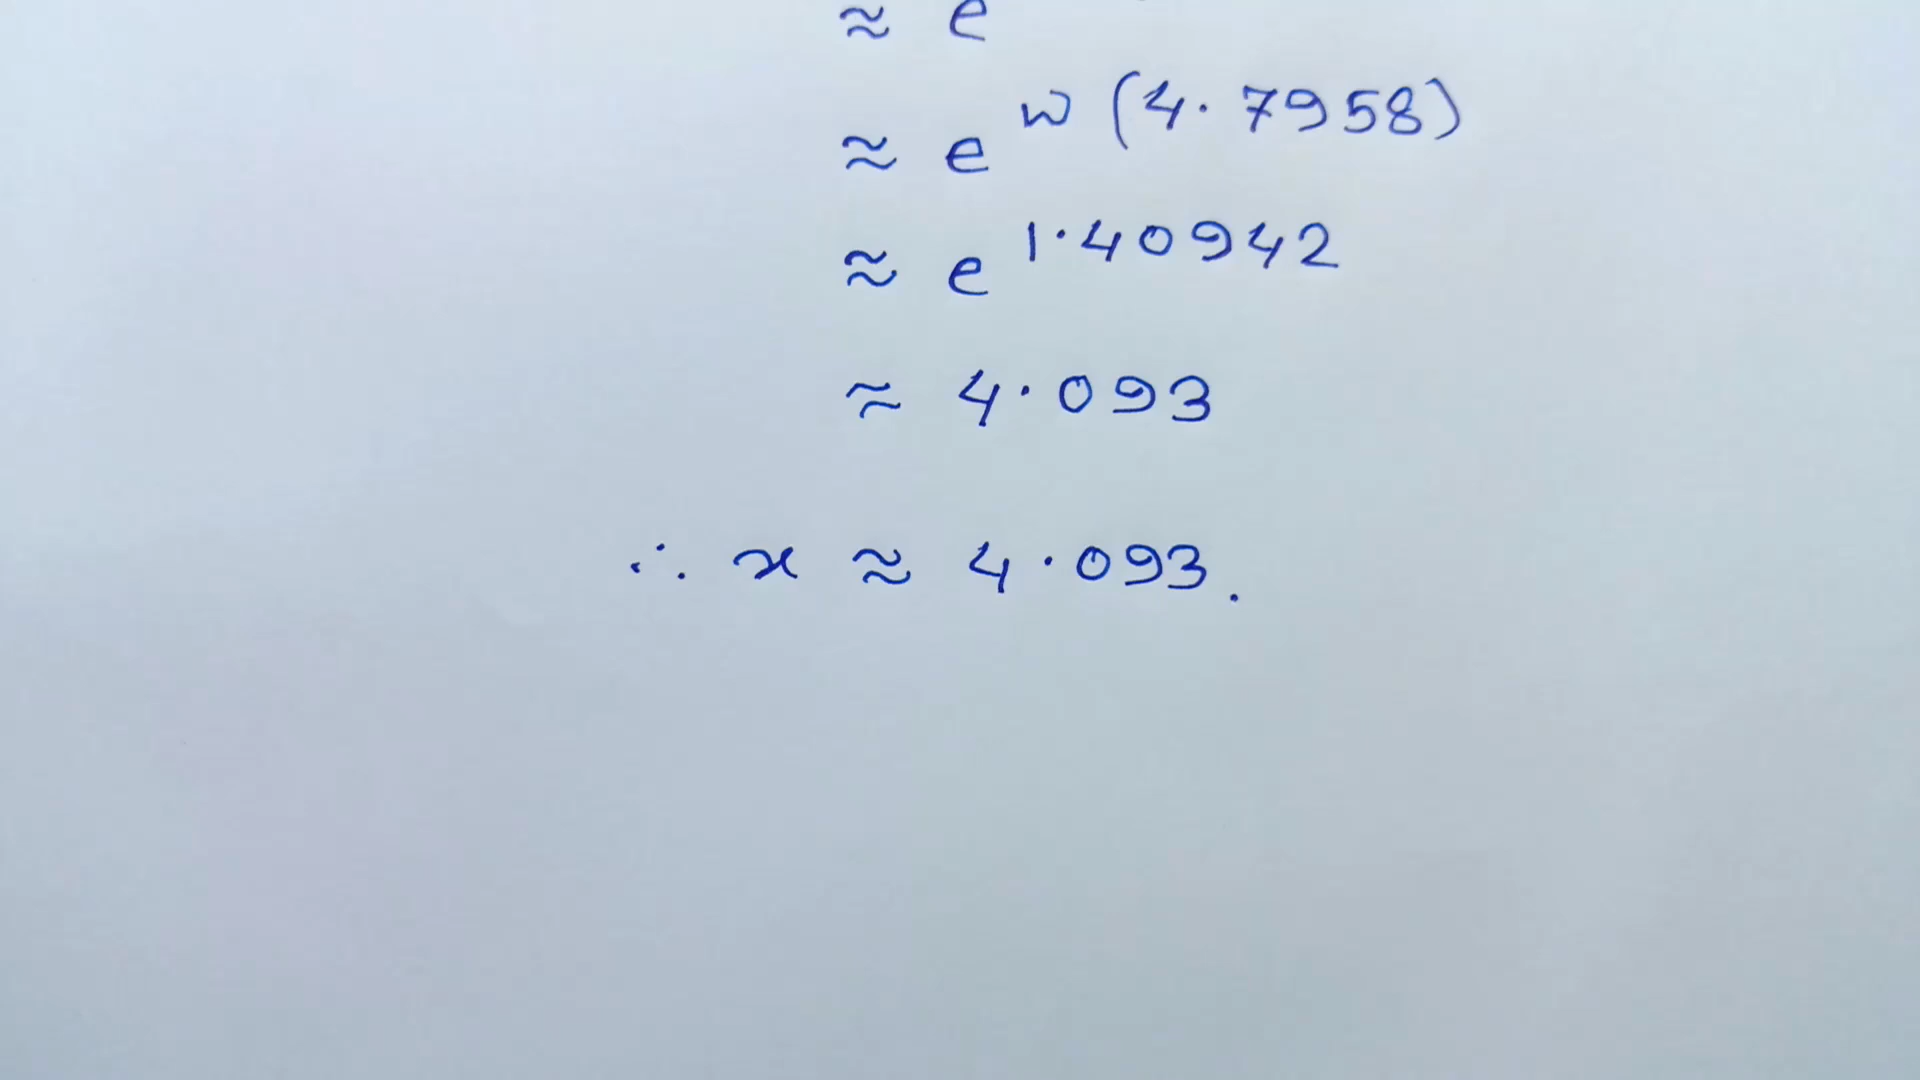 ≈ e
≈ e^W(4.7958)
≈ e^1.40942
≈ 4.093
∴ x ≈ 4.093.